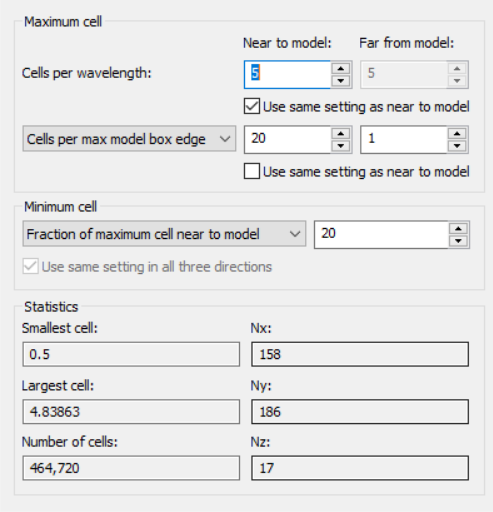 Maximum cell
Near to model: Far from model:
Cells per wavelength: 5 5
Use same setting as near to model
Cells per max model box edge 20 1
Use same setting as near to model
Minimum cell
Fraction of maximum cell near to model 20
Use same setting in all three directions
Statistics
Smallest cell: Nx:
0.5 158
Largest cell: Ny:
4.83863 186
Number of cells: Nz:
464,720 17